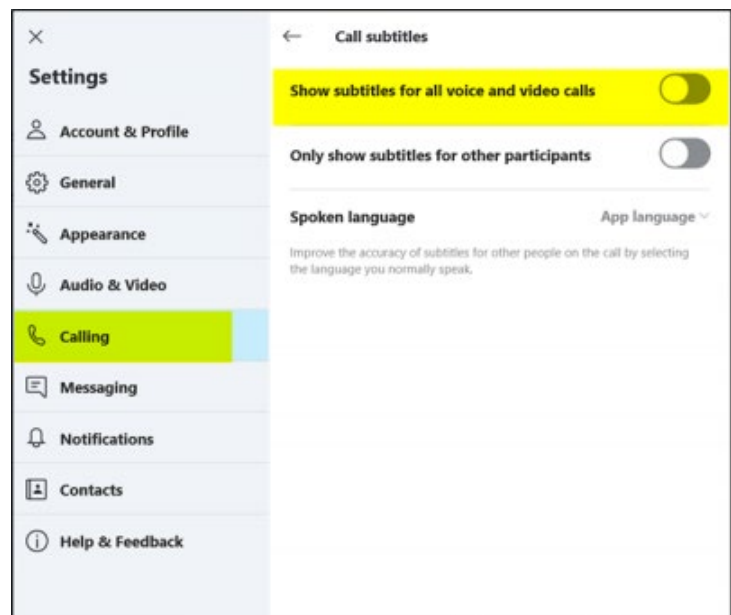 Settings
Account & Profile
General
Appearance
Audio & Video
Calling
Messaging
Notifications
Contacts
Help & Feedback
Call subtitles
Show subtitles for all voice and video calls
Only show subtitles for other participants
Spoken language App language
Improve the accuracy of subtitles for other people on the call by selecting
the language you normally speak.